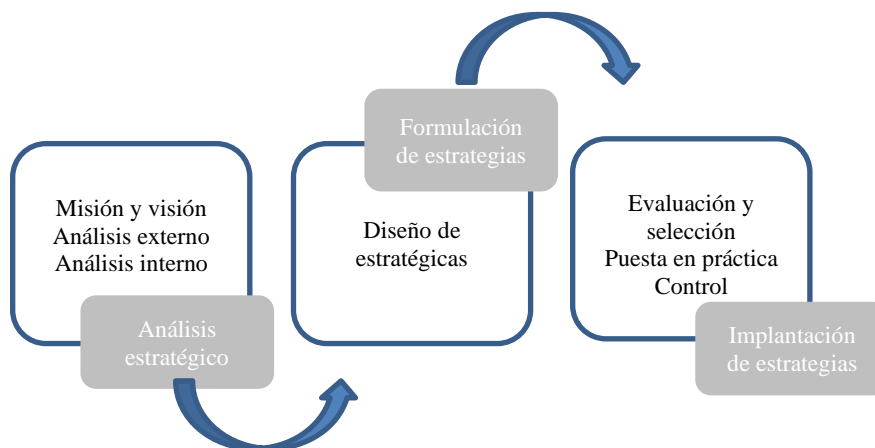 Misión y visión
Análisis externo
Análisis interno
Análisis
estratégico
Formulación
de estrategias
Diseño de
estratégicas
Evaluación y
selección
Puesta en práctica
Control
Implantación
de estrategias